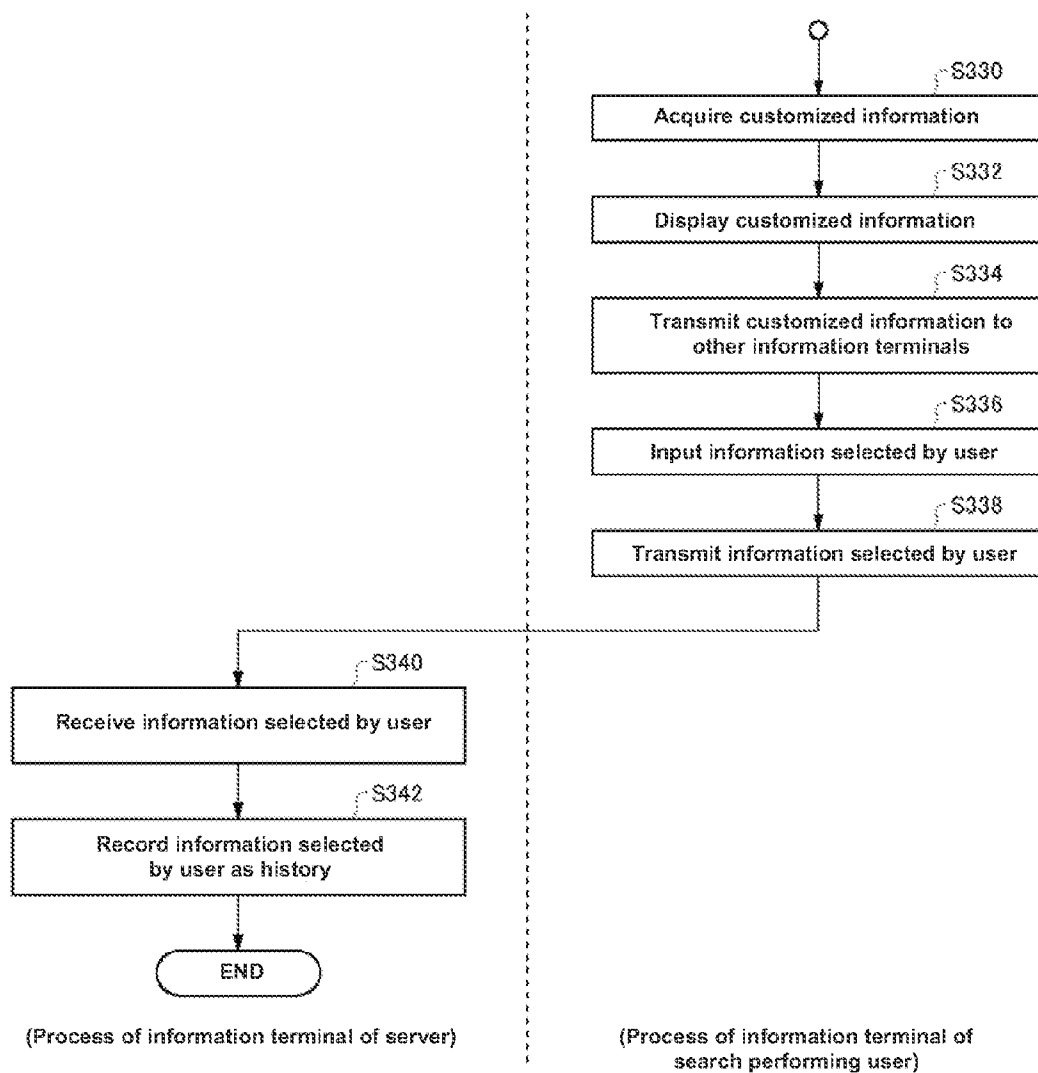 S330
Acquire customized information
S332
Display customized information
S334
Transmit customized information to
other information terminals
S336
Input information selected by user
S338
Transmit information selected by user
S340
Receive information selected by user
S342
Record information selected
by user as history
END
(Process of information terminal of server)
(Process of information terminal of
search performing user)